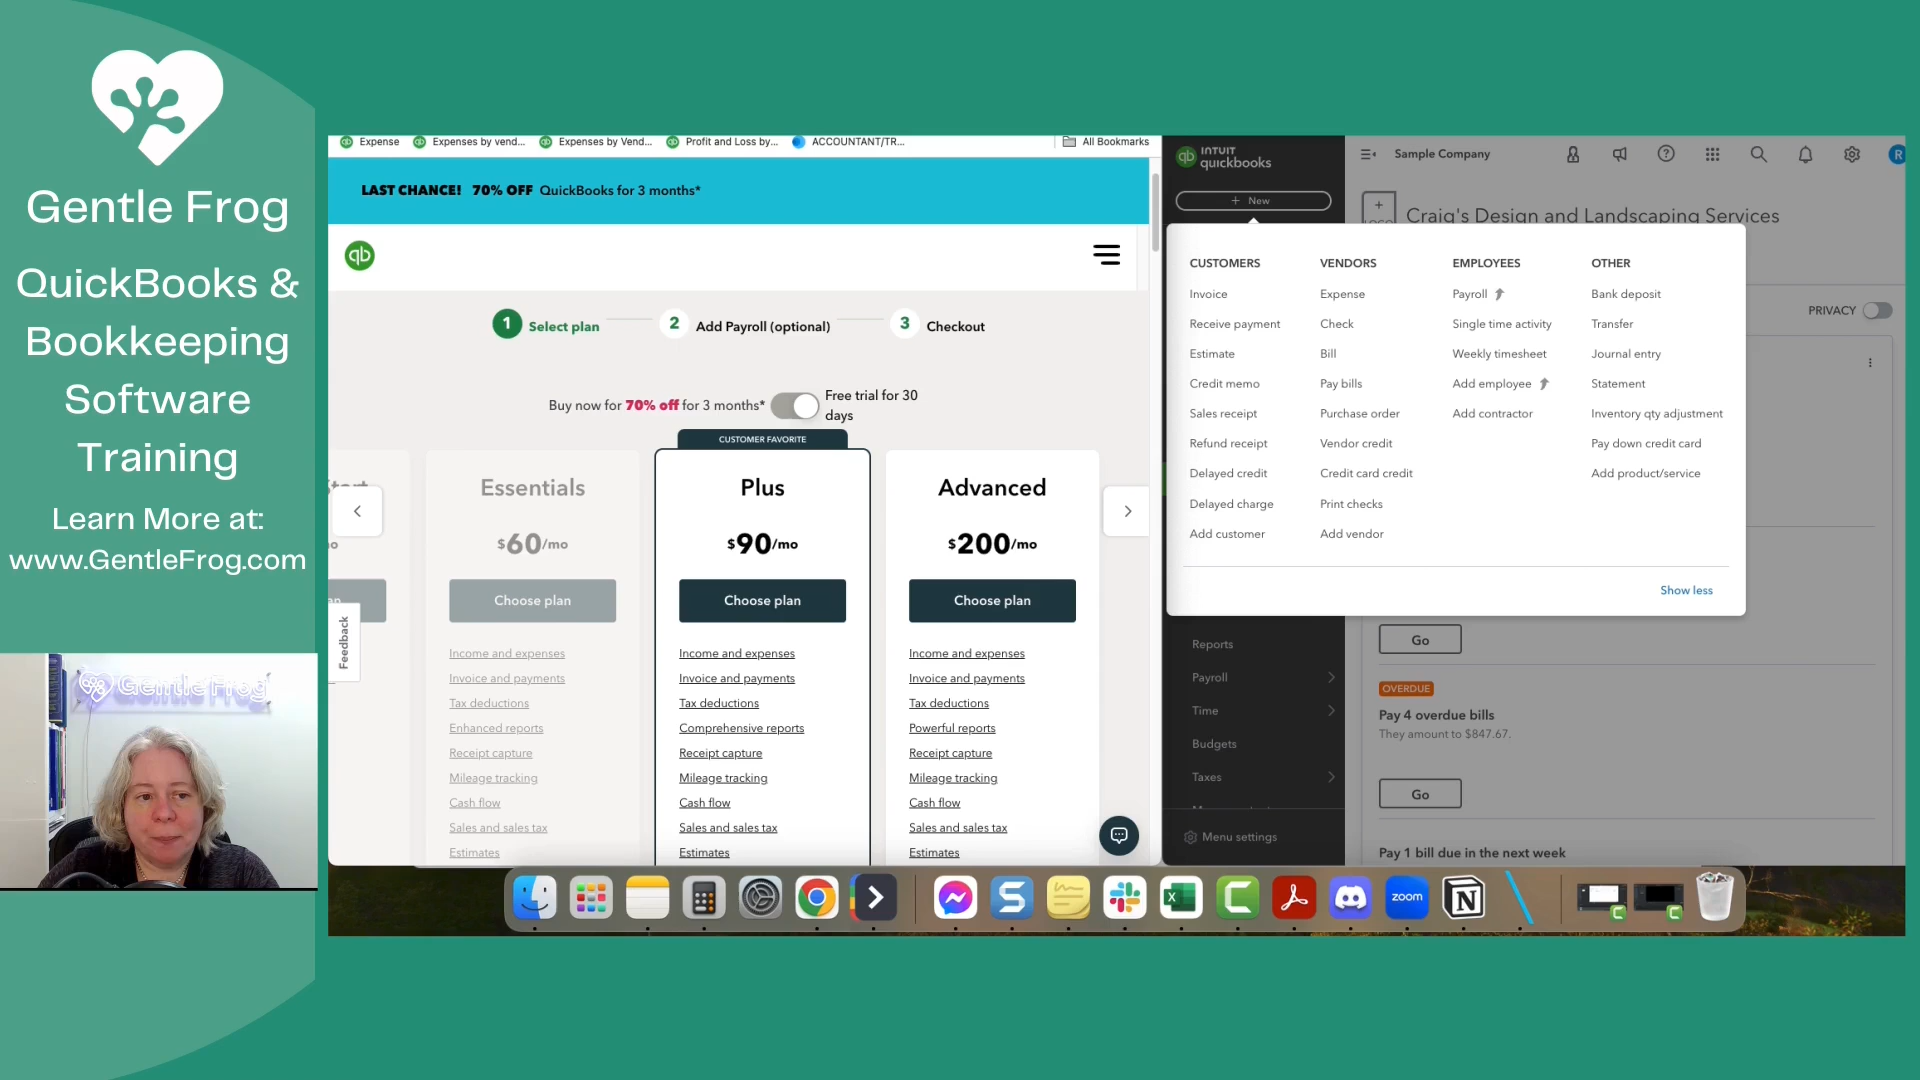 Gentle Frog
QuickBooks &
Bookkeeping
Software
Training
Learn More at:
www.GentleFrog.com
Gentle Frog
Expense
Expenses by vend...
Expenses by Vend...
Profit and Loss by...
ACCOUNTANT/TR...
All Bookmarks
LAST CHANCE! 70% OFF QuickBooks for 3 months*
qb
1 Select plan
2 Add Payroll (optional)
3 Checkout
Buy now for 70% off for 3 months*
Free trial for 30
days
CUSTOMER FAVORITE
Essentials
$60/mo
Choose plan
Income and expenses
Invoice and payments
Tax deductions
Enhanced reports
Receipt capture
Mileage tracking
Cash flow
Sales and sales tax
Estimates
Plus
$90/mo
Choose plan
Income and expenses
Invoice and payments
Tax deductions
Comprehensive reports
Receipt capture
Mileage tracking
Cash flow
Sales and sales tax
Estimates
Advanced
$200/mo
Choose plan
Income and expenses
Invoice and payments
Tax deductions
Powerful reports
Receipt capture
Mileage tracking
Cash flow
Sales and sales tax
Estimates
Feedback
qb INTUIT
quickbooks
+ New
Sample Company
R
+
LOGO
Craig's Design and Landscaping Services
PRIVACY
CUSTOMERS
Invoice
Receive payment
Estimate
Credit memo
Sales receipt
Refund receipt
Delayed credit
Delayed charge
Add customer
VENDORS
Expense
Check
Bill
Pay bills
Purchase order
Vendor credit
Credit card credit
Print checks
Add vendor
EMPLOYEES
Payroll
Single time activity
Weekly timesheet
Add employee
Add contractor
OTHER
Bank deposit
Transfer
Journal entry
Statement
Inventory qty adjustment
Pay down credit card
Add product/service
Show less
Reports
Payroll
Time
Budgets
Taxes
Menu settings
Go
OVERDUE
Pay 4 overdue bills
They amount to $847.67.
Go
Pay 1 bill due in the next week
zoom